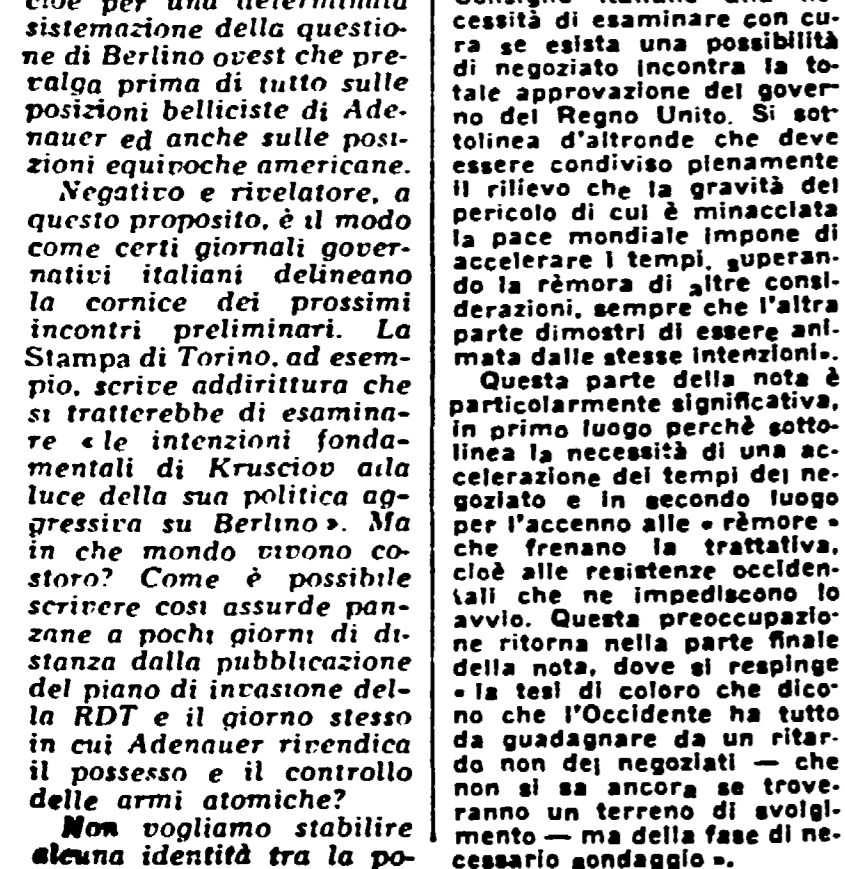 cioè per una determinata
sistemazione della questio-
ne di Berlino ovest che pre-
valga prima di tutto sulle
posizioni belliciste di Ade-
nauer ed anche sulle posi-
zioni equivoche americane.
Negativo e rivelatore, a
questo proposito, è il modo
come certi giornali gover-
nativi italiani delineano
la cornice dei prossimi
incontri preliminari. La
Stampa di Torino, ad esem-
pio, scrive addirittura che
si tratterebbe di esamina-
re « le intenzioni fonda-
mentali di Krusciov alla
luce della sua politica ag-
gressiva su Berlino ». Ma
in che mondo vivono co-
storo? Come è possibile
scrivere così assurde pan-
zane a pochi giorni di di-
stanza dalla pubblicazione
del piano di invasione del-
la RDT e il giorno stesso
in cui Adenauer rivendica
il possesso e il controllo
delle armi atomiche?
Non vogliamo stabilire
alcuna identità tra la po-
italiano una ne-
cessità di esaminare con cu-
ra se esista una possibilità
di negoziato incontra la to-
tale approvazione del gover-
no del Regno Unito. Si sot-
tolinea d'altronde che deve
essere condiviso pienamente
il rilievo che la gravità del
pericolo di cui è minacciata
la pace mondiale impone di
accelerare i tempi, superan-
do la rèmora di altre consi-
derazioni, sempre che l'altra
parte dimostri di essere ani-
mata dalle stesse intenzioni».
Questa parte della nota è
particolarmente significativa,
in primo luogo perchè sotto-
linea la necessità di una ac-
celerazione dei tempi del ne-
goziato e in secondo luogo
per l'accenno alle « rèmore »
che frenano la trattativa,
cioè alle resistenze occiden-
tali che ne impediscono lo
avvio. Questa preoccupazio-
ne ritorna nella parte finale
della nota, dove si respinge
« la tesi di coloro che dico-
no che l'Occidente ha tutto
da guadagnare da un ritar-
do non dei negoziati — che
non si sa ancora se trove-
ranno un terreno di svolgi-
mento — ma della fase di ne-
cessario sondaggio ».